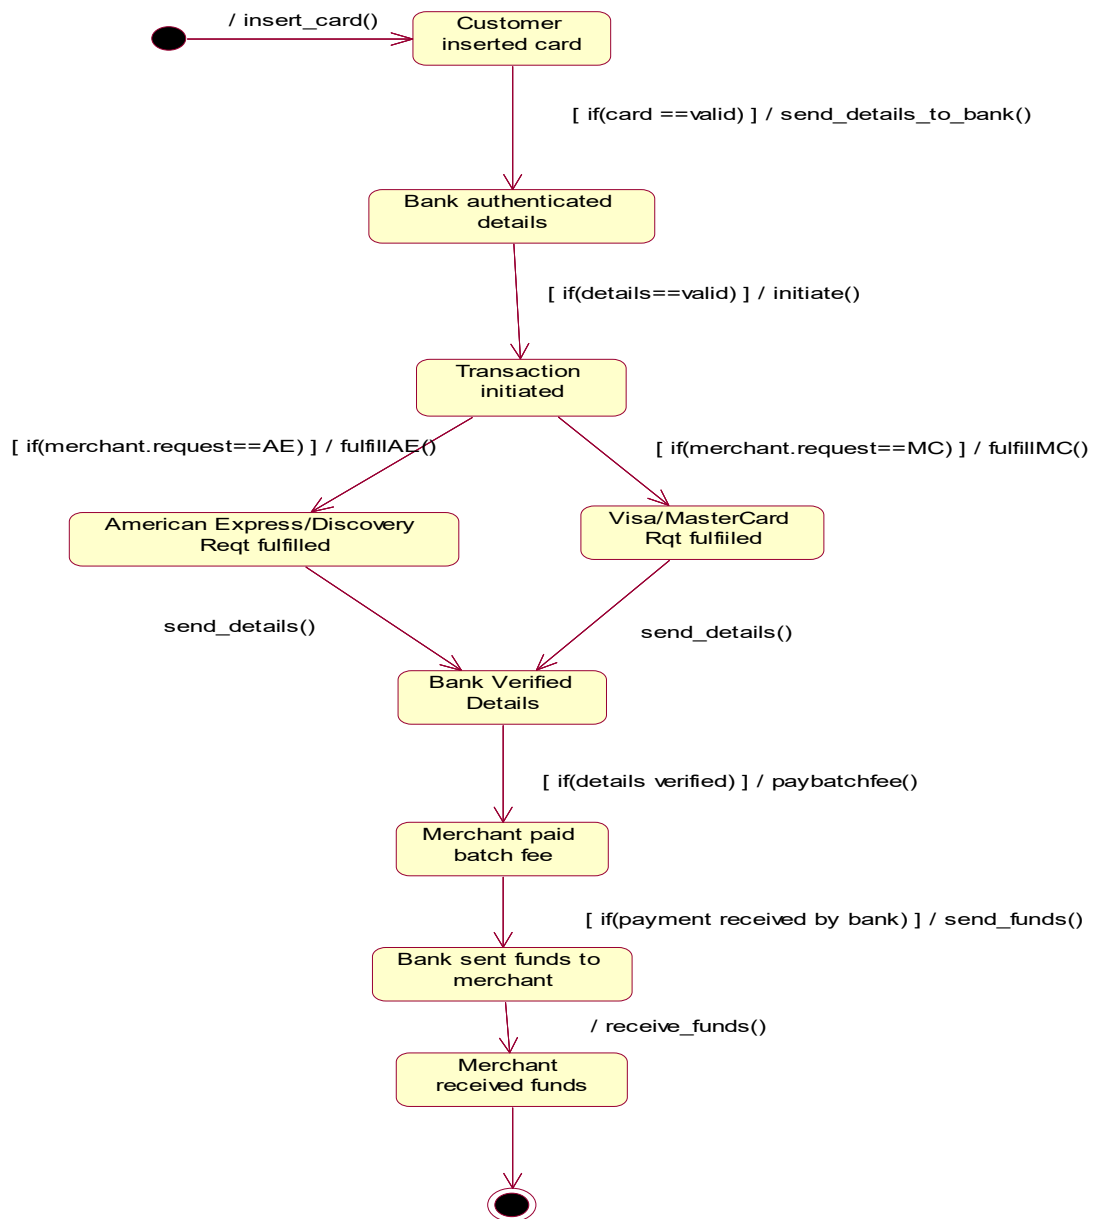 / insert_card()
Customer
inserted card
[ if(card ==valid) ] / send_details_to_bank()
Bank authenticated
details
[ if(details==valid) ] / initiate()
Transaction
initiated
[ if(merchant.request==AE) ] / fulfillAE()
[ if(merchant.request==MC) ] / fulfillMC()
American Express/Discovery
Reqt fulfilled
Visa/MasterCard
Rqt fulfiiled
send_details()
send_details()
Bank Verified
Details
[ if(details verified) ] / paybatchfee()
Merchant paid
batch fee
[ if(payment received by bank) ] / send_funds()
Bank sent funds to
merchant
/ receive_funds()
Merchant
received funds